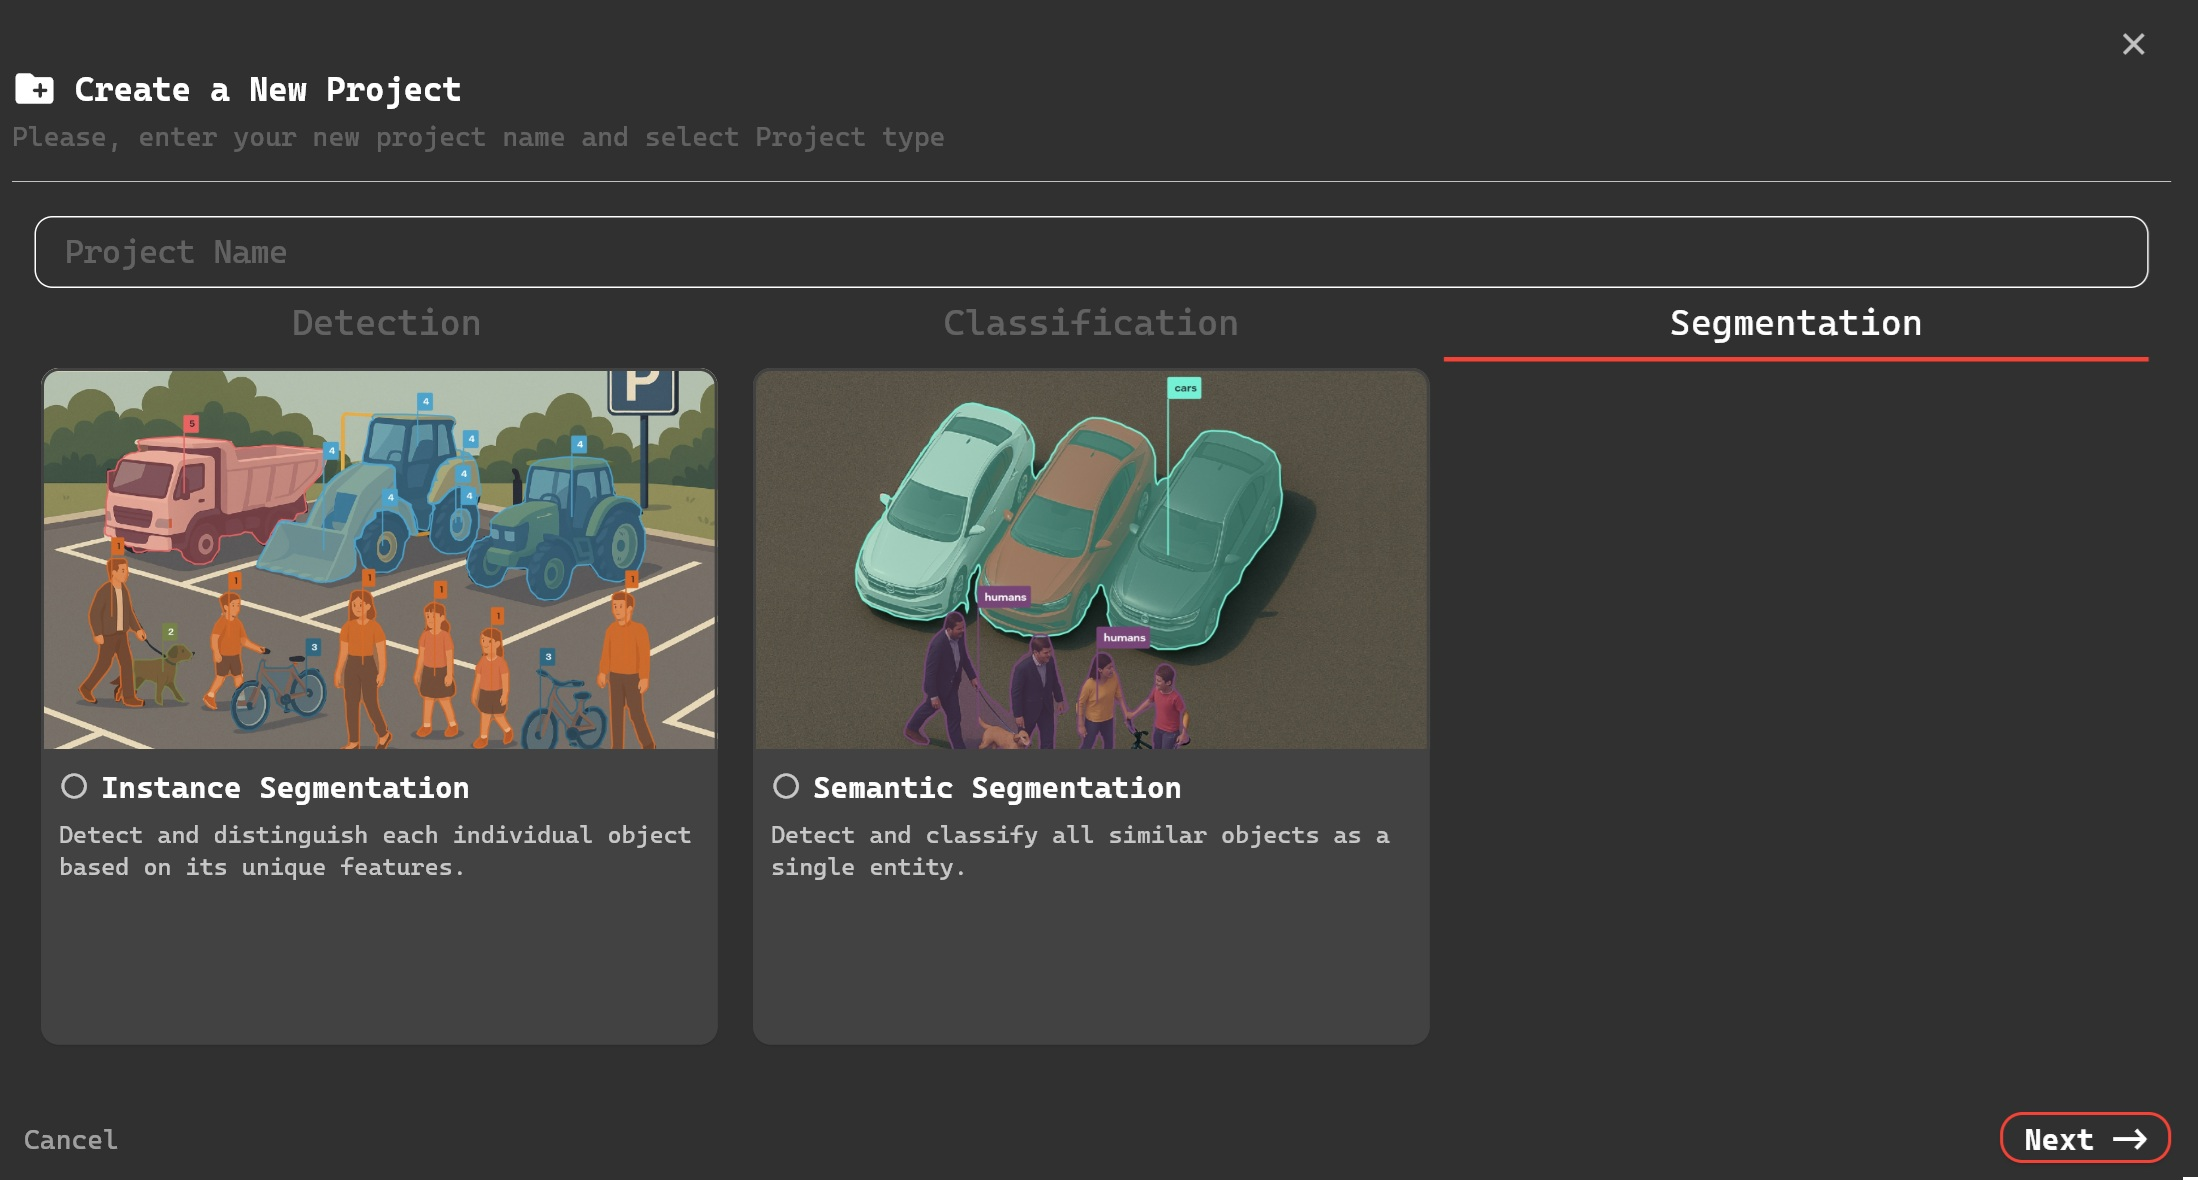 Create a New Project
Please, enter your new project name and select Project type
Project Name
Detection
Classification
Segmentation
P
5
4
4
4
4
4
4
4
1
1
1
1
1
1
2
3
3
cars
humans
humans
Instance Segmentation
Detect and distinguish each individual object
based on its unique features.
Semantic Segmentation
Detect and classify all similar objects as a
single entity.
Cancel
Next